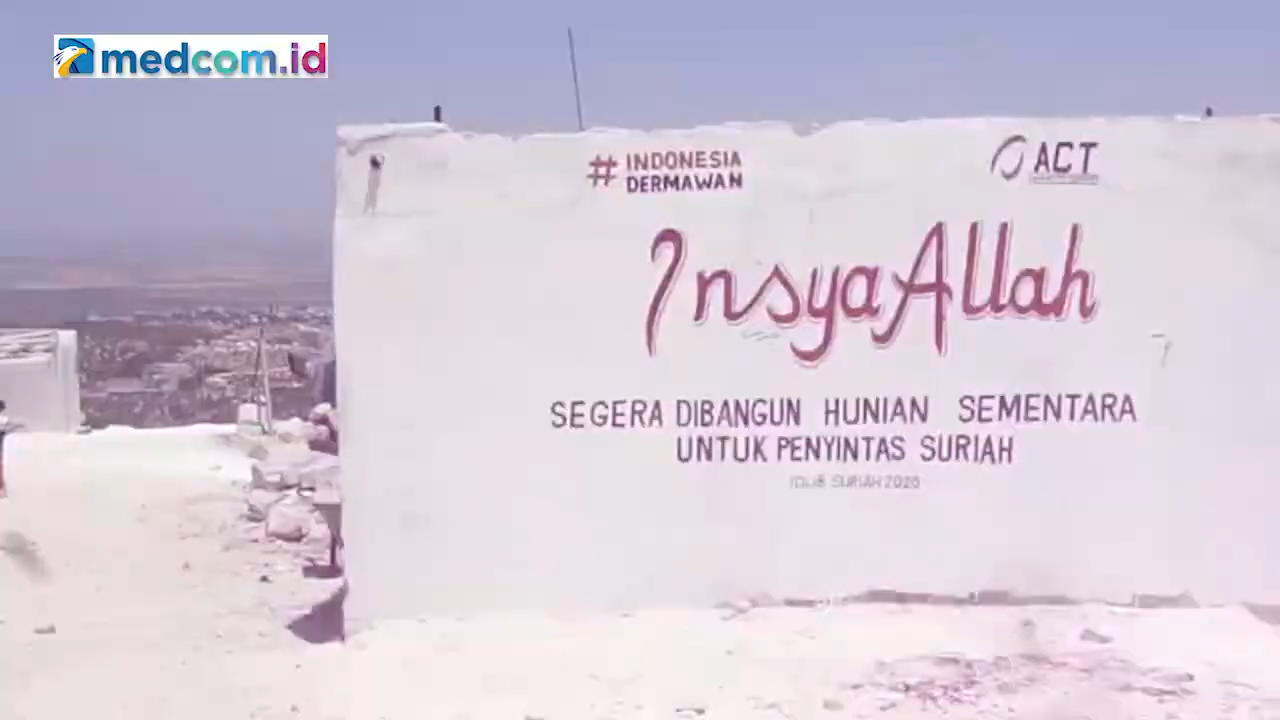 medcom.id
# INDONESIA
DERMAWAN
ACT
InsyaAllah
SEGERA DIBANGUN HUNIAN SEMENTARA
UNTUK PENYINTAS SURIAH
IDLIB SURIAH 2020